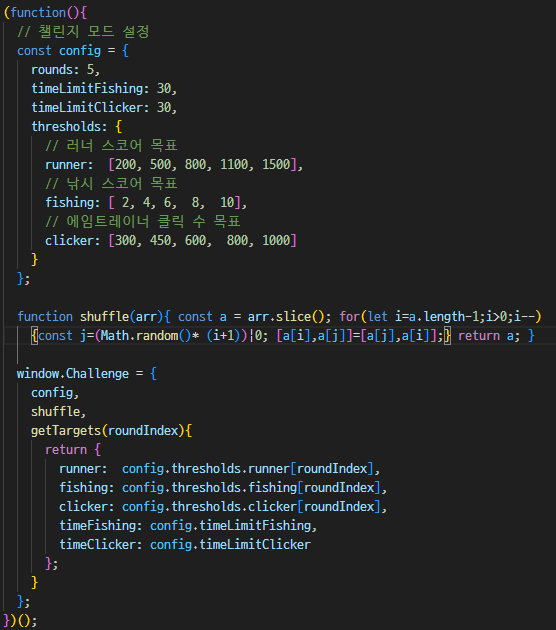 (function(){
  // 챌린지 모드 설정
  const config = {
    rounds: 5,
    timeLimitFishing: 30,
    timeLimitClicker: 30,
    thresholds: {
      // 러너 스코어 목표
      runner:  [200, 500, 800, 1100, 1500],
      // 낚시 스코어 목표
      fishing: [ 2, 4, 6,  8,  10],
      // 에임트레이너 클릭 수 목표
      clicker: [300, 450, 600,  800, 1000]
    }
  };
  function shuffle(arr){ const a = arr.slice(); for(let i=a.length-1;i>0;i--)
    {const j=(Math.random()* (i+1))|0; [a[i],a[j]]=[a[j],a[i]];} return a; }
  window.Challenge = {
    config,
    shuffle,
    getTargets(roundIndex){
      return {
        runner:  config.thresholds.runner[roundIndex],
        fishing: config.thresholds.fishing[roundIndex],
        clicker: config.thresholds.clicker[roundIndex],
        timeFishing: config.timeLimitFishing,
        timeClicker: config.timeLimitClicker
      };
    }
  };
})();